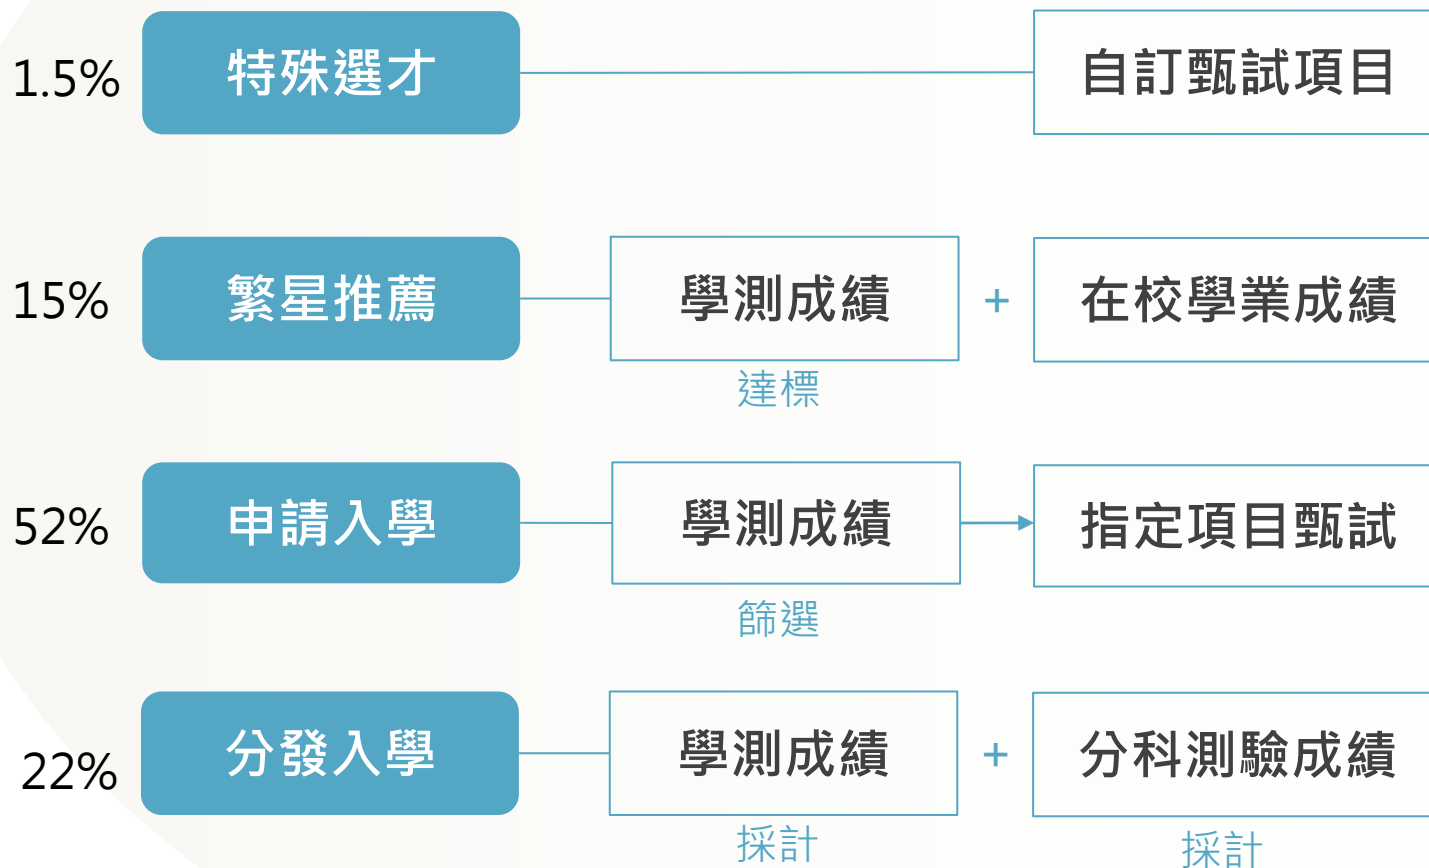 1.5% 特殊選才 自訂甄試項目
15% 繁星推薦 學測成績 + 在校學業成績
達標
52% 申請入學 學測成績 指定項目甄試
篩選
22% 分發入學 學測成績 + 分科測驗成績
採計 採計